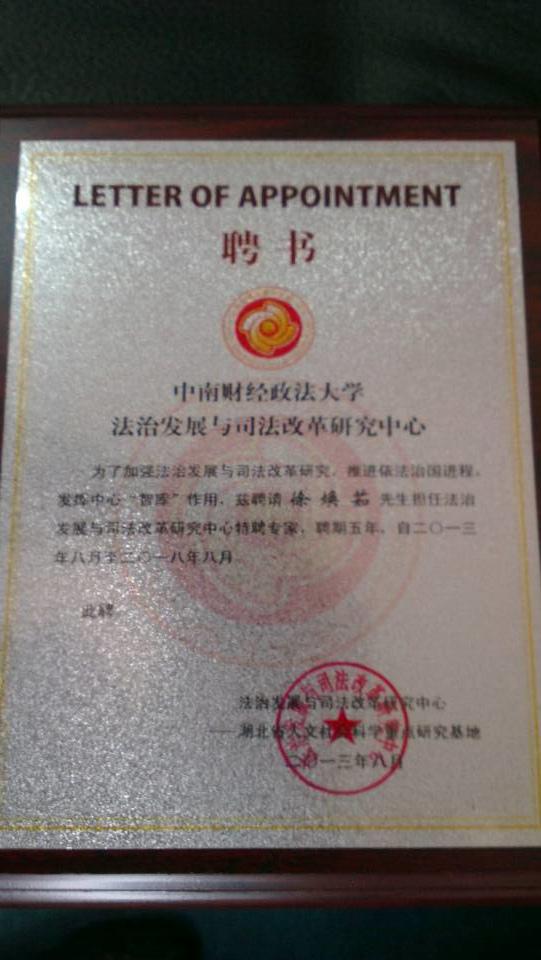 LETTER OF APPOINTMENT
聘书
中南财经政法大学
法治发展与司法改革研究中心
为了加强法治发展与司法改革研究，推进依法治国进程，
发挥中心“智库”作用，兹聘请徐焕茹先生担任法治
发展与司法改革研究中心特聘专家，聘期五年，自二〇一三
年八月至二〇一八年八月
此聘
法治发展与司法改革研究中心
——湖北省人文社会科学重点研究基地
二〇一三年八月